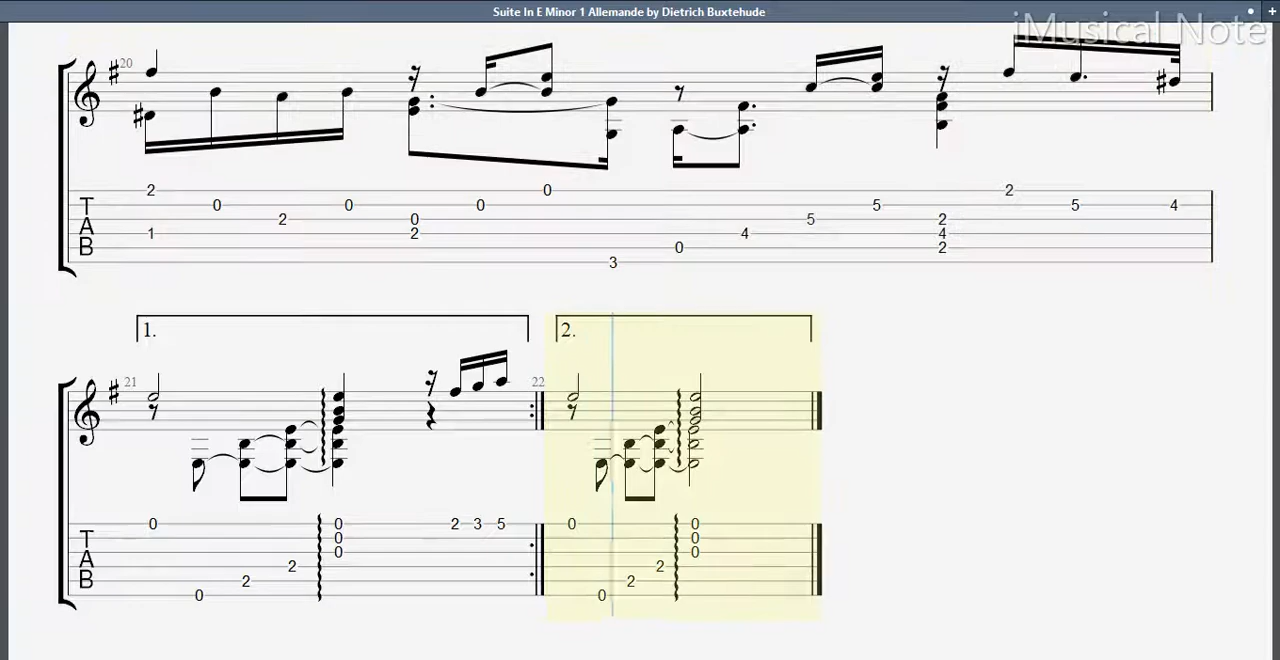 Suite In E Minor 1 Allemande by Dietrich Buxtehude
iMusical Note
20
2 0 2
0 2 0 0 0 5 5 4
2 0 5 2
T
A
B
1 2 4 4
0 2
3
1. 2.
21 22
0 0 2 3 5 0 0
0 0
0 0
T
A
B
2 2
2 2
0 0